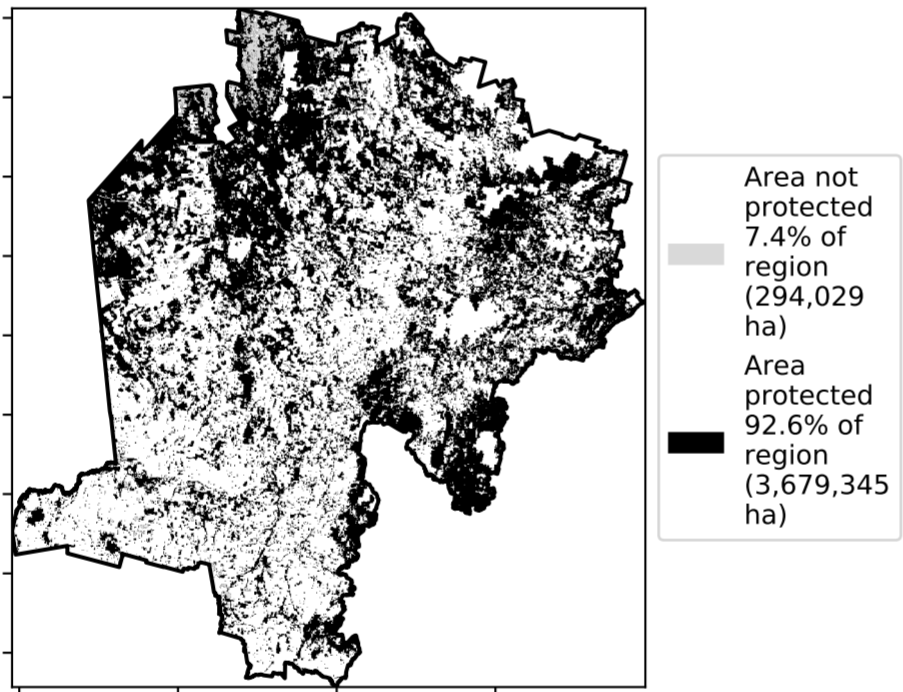 Area not
protected
7.4% of
region
(294,029
ha)
Area
protected
92.6% of
region
(3,679,345
ha)